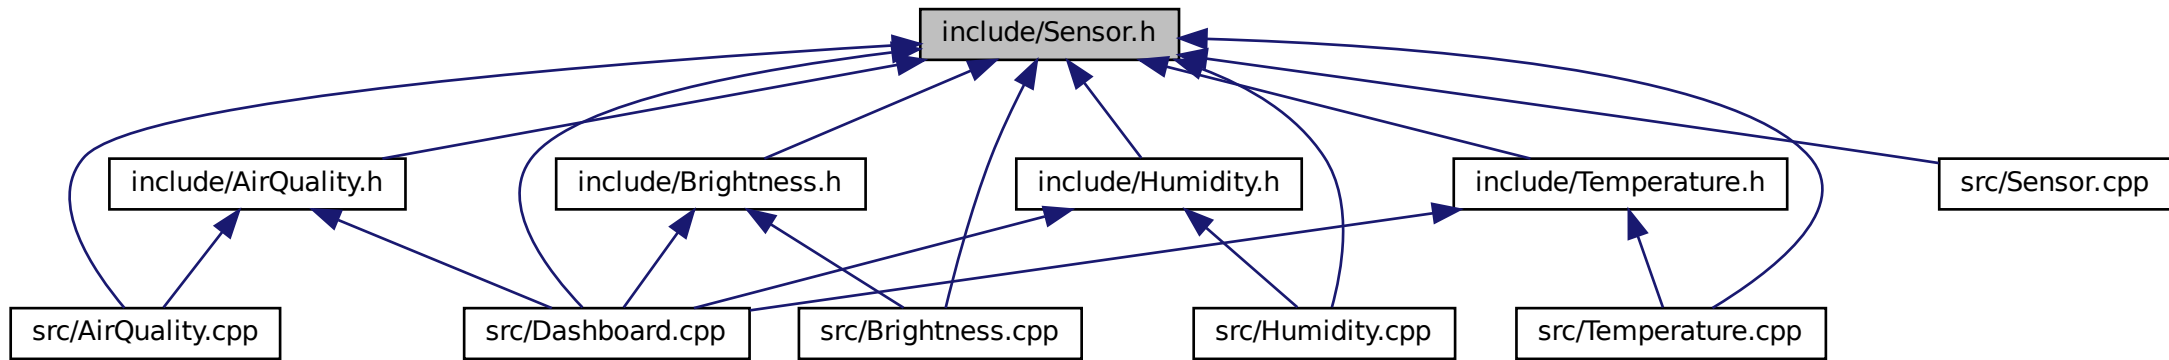 include/Sensor.h
include/AirQuality.h
include/Brightness.h
include/Humidity.h
include/Temperature.h
src/Sensor.cpp
src/AirQuality.cpp
src/Dashboard.cpp
src/Brightness.cpp
src/Humidity.cpp
src/Temperature.cpp